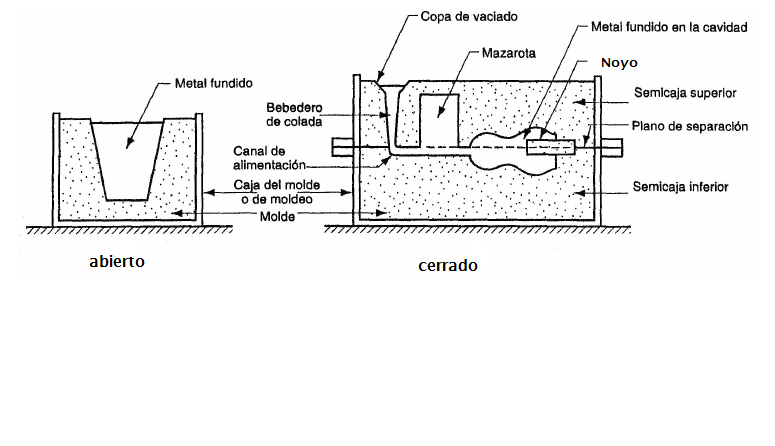 Copa de vaciado
Metal fundido en la cavidad
Mazarota
Noyo
Metal fundido
Semicaja superior
Bebedero
de colada
Plano de separación
Canal de
alimentación
Caja del molde
o de moldeo
Semicaja inferior
Molde
abierto
cerrado